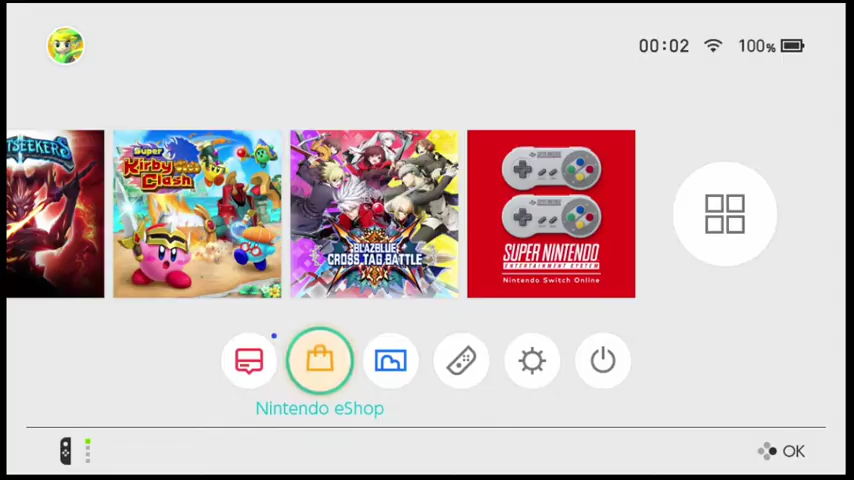 00:02 100%
TSEEKERS
Super
Kirby
Clash
BLAZBLUE
CROSS TAG BATTLE
SUPER NINTENDO
ENTERTAINMENT SYSTEM
Nintendo Switch Online
Nintendo eShop
OK